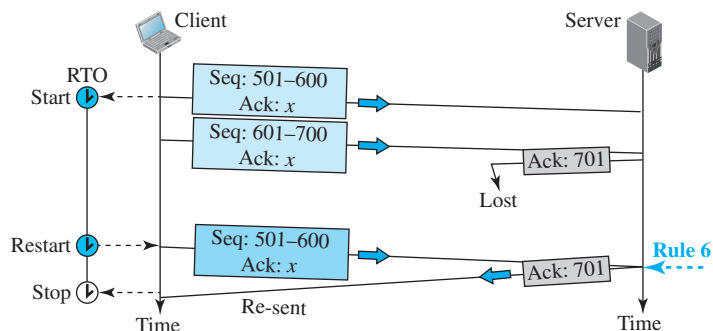 Client
Server
RTO
Start
Seq: 501–600
Ack: x
Seq: 601–700
Ack: x
Ack: 701
Lost
Restart
Seq: 501–600
Ack: x
Rule 6
Ack: 701
Stop
Re-sent
Time
Time